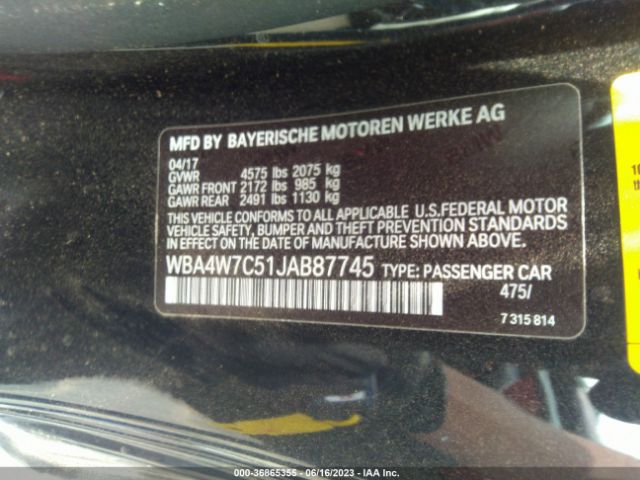 MFD BY BAYERISCHE MOTOREN WERKE AG
04/17
GVWR 4575 lbs 2075 kg
GAWR FRONT 2172 lbs 985 kg
GAWR REAR 2491 lbs 1130 kg
THIS VEHICLE CONFORMS TO ALL APPLICABLE U.S.FEDERAL MOTOR
VEHICLE SAFETY, BUMPER AND THEFT PREVENTION STANDARDS
IN EFFECT ON THE DATE OF MANUFACTURE SHOWN ABOVE.
WBA4W7C51JAB87745 TYPE: PASSENGER CAR
475/
7 315 814
000-36865355 - 06/16/2023 - IAA Inc.